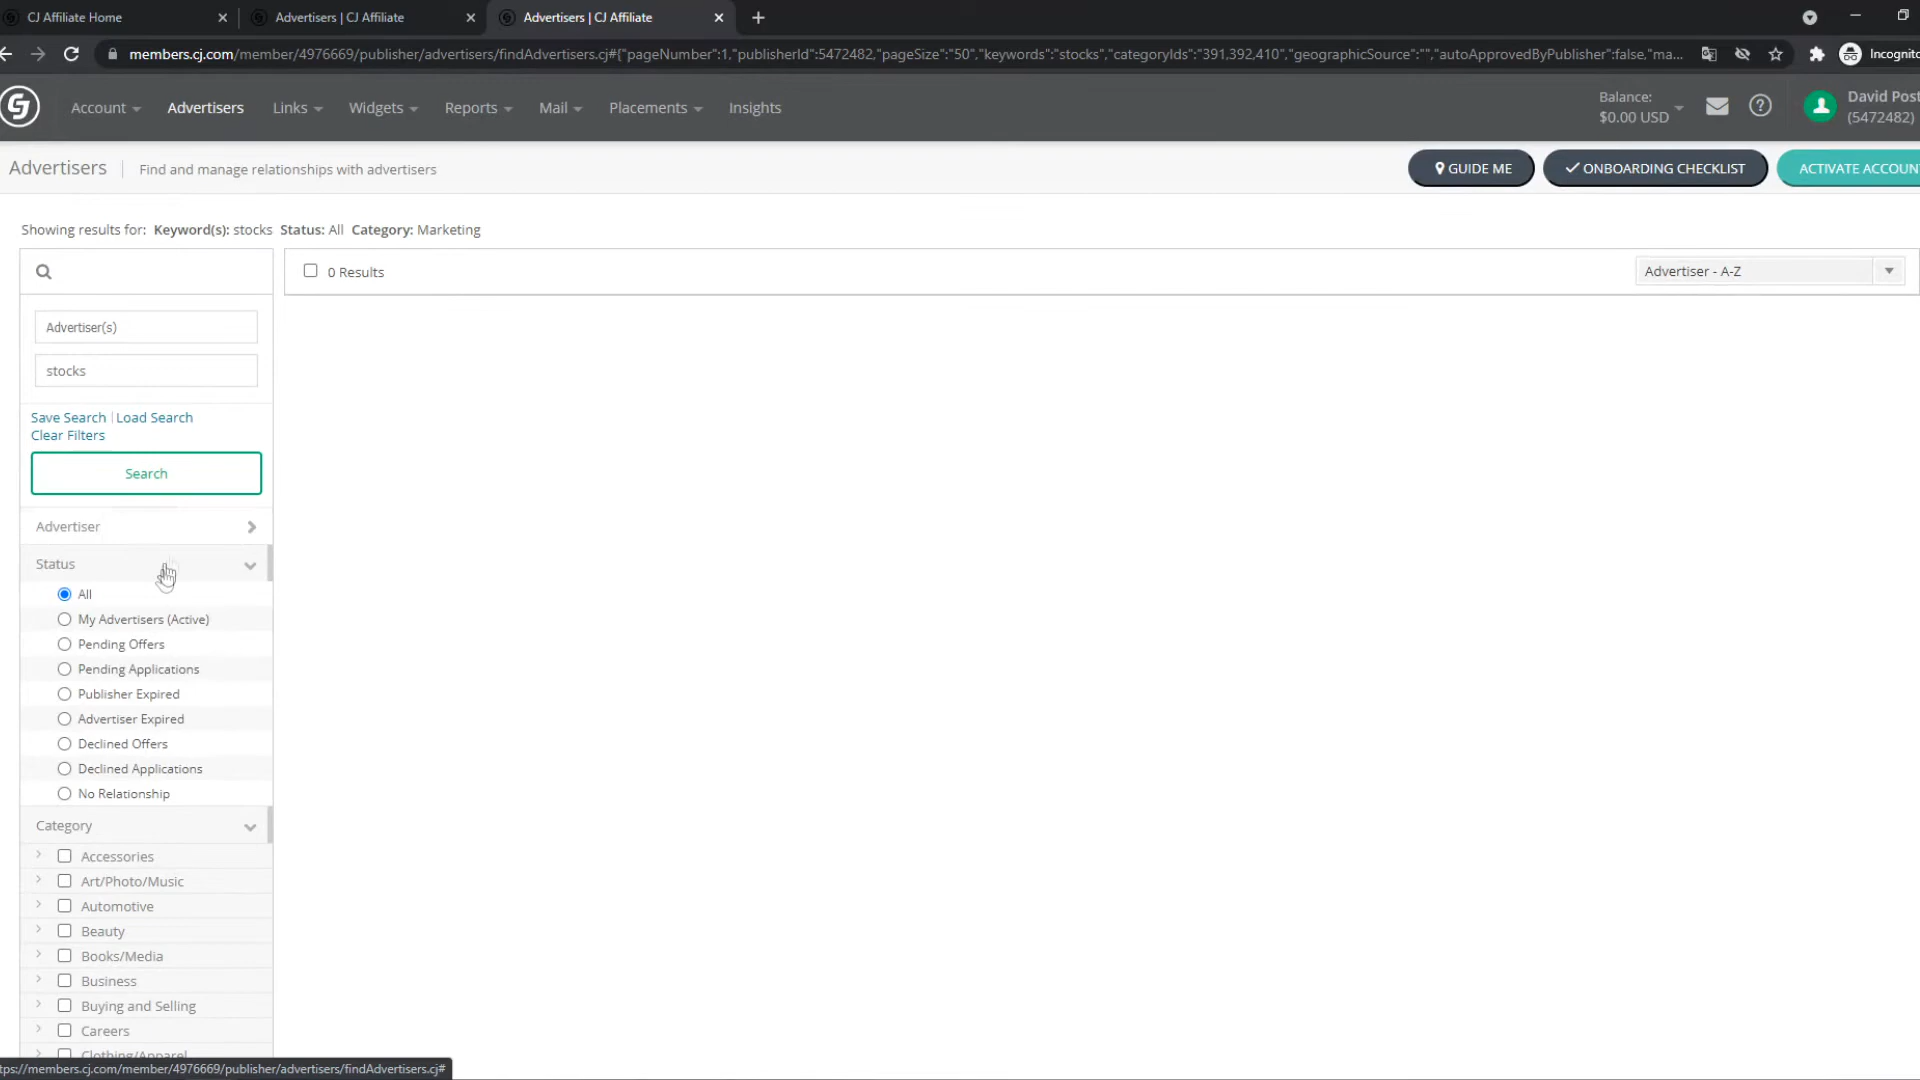 CJ Affiliate Home
Advertisers | CJ Affiliate
Advertisers | CJ Affiliate
members.cj.com/member/4976669/publisher/advertisers/findAdvertisers.cj#{"pageNumber":1,"publisherId":5472482,"pageSize":"50","keywords":"stocks","categoryIds":"391,392,410","geographicSource":"","autoApprovedByPublisher":false,"ma...
Incognito
Account
Advertisers
Links
Widgets
Reports
Mail
Placements
Insights
Balance:
$0.00 USD
David Post
(5472482)
Advertisers
Find and manage relationships with advertisers
GUIDE ME
ONBOARDING CHECKLIST
ACTIVATE ACCOUNT
Showing results for: Keyword(s): stocks Status: All Category: Marketing
0 Results
Advertiser - A-Z
Advertiser(s)
stocks
Save Search | Load Search
Clear Filters
Search
Advertiser
Status
All
My Advertisers (Active)
Pending Offers
Pending Applications
Publisher Expired
Advertiser Expired
Declined Offers
Declined Applications
No Relationship
Category
Accessories
Art/Photo/Music
Automotive
Beauty
Books/Media
Business
Buying and Selling
Careers
Clothing/Apparel
tps://members.cj.com/member/4976669/publisher/advertisers/findAdvertisers.cj#